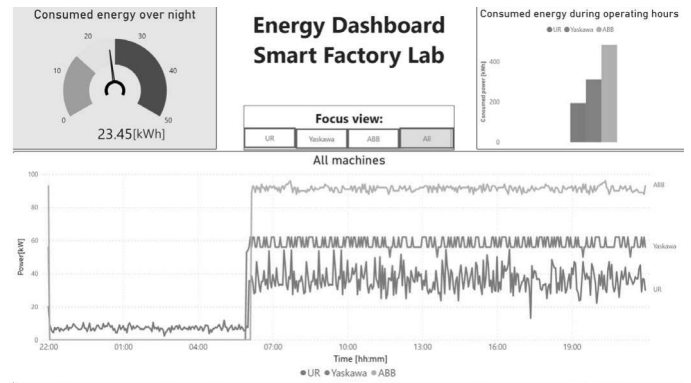 Consumed energy over night
0
10
20
30
40
50
23.45[kWh]
Energy Dashboard
Smart Factory Lab
Focus view:
UR Yaskawa ABB All
Consumed energy during operating hours
UR Yaskawa ABB
Consumed power [kWh]
400
200
0
All machines
100
80
60
40
20
0
Power[kW]
ABB
Yaskawa
UR
22:00 01:00 04:00 07:00 10:00 13:00 16:00 19:00
Time [hh:mm]
UR Yaskawa ABB